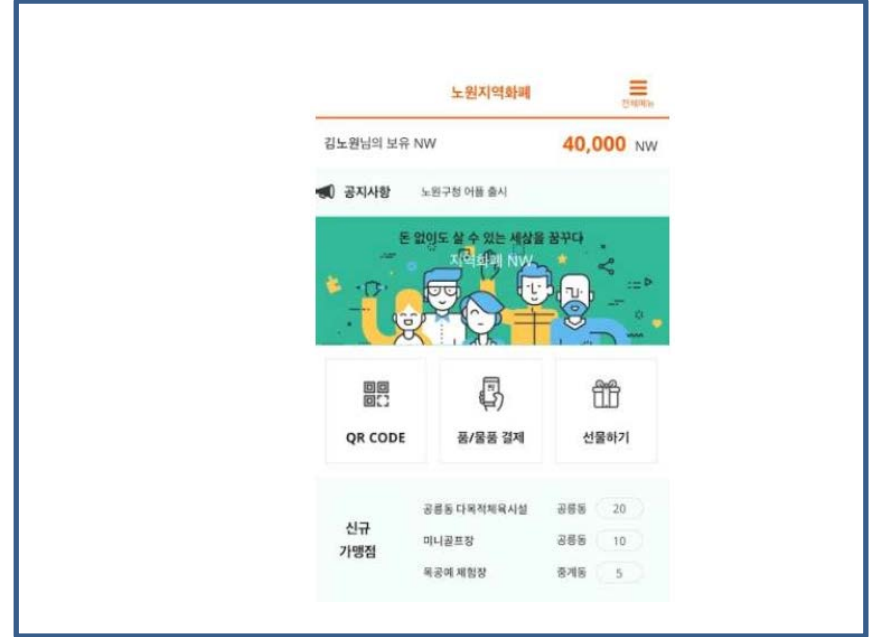 노원지역화폐
전체메뉴
김노원님의 보유 NW 40,000 NW
공지사항 노원구청 어플 출시
돈 없이도 살 수 있는 세상을 꿈꾸다
지역화폐 NW
QR CODE 품/물품 결제 선물하기
신규
가맹점
공릉동 다목적체육시설 공릉동 20
미니골프장 공릉동 10
목공예 체험장 중계동 5